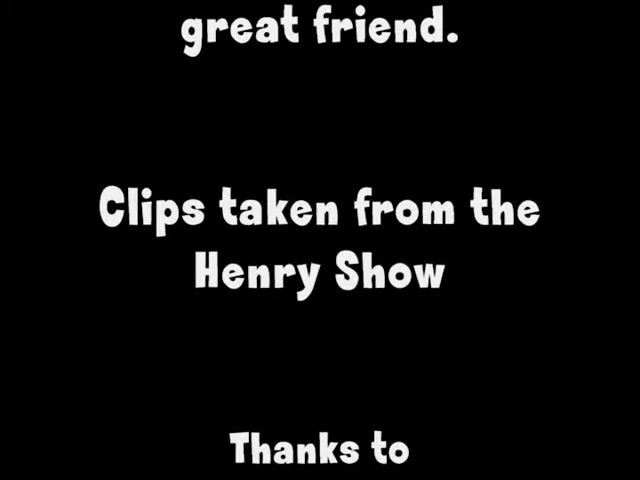 great friend.
Clips taken from the
Henry Show
Thanks to